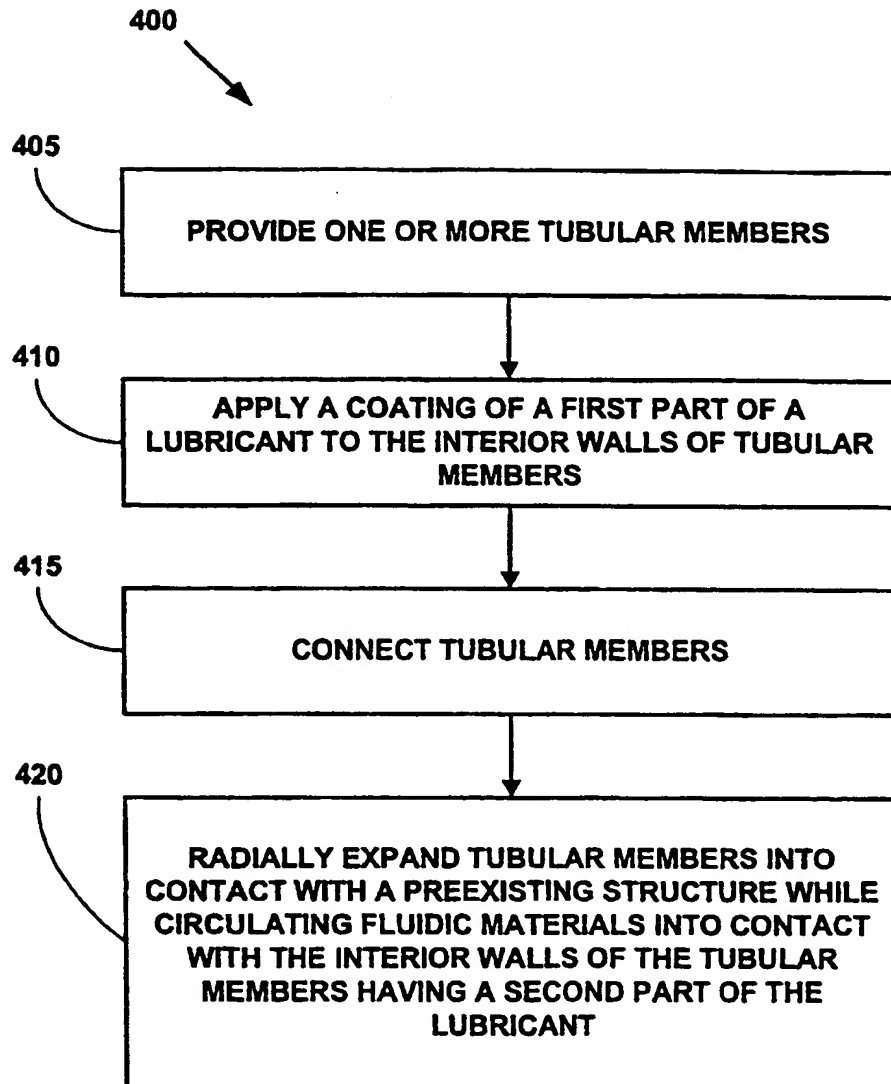 400
405
PROVIDE ONE OR MORE TUBULAR MEMBERS
410
APPLY A COATING OF A FIRST PART OF A
LUBRICANT TO THE INTERIOR WALLS OF TUBULAR
MEMBERS
415
CONNECT TUBULAR MEMBERS
420
RADIALLY EXPAND TUBULAR MEMBERS INTO
CONTACT WITH A PREEXISTING STRUCTURE WHILE
CIRCULATING FLUIDIC MATERIALS INTO CONTACT
WITH THE INTERIOR WALLS OF THE TUBULAR
MEMBERS HAVING A SECOND PART OF THE
LUBRICANT